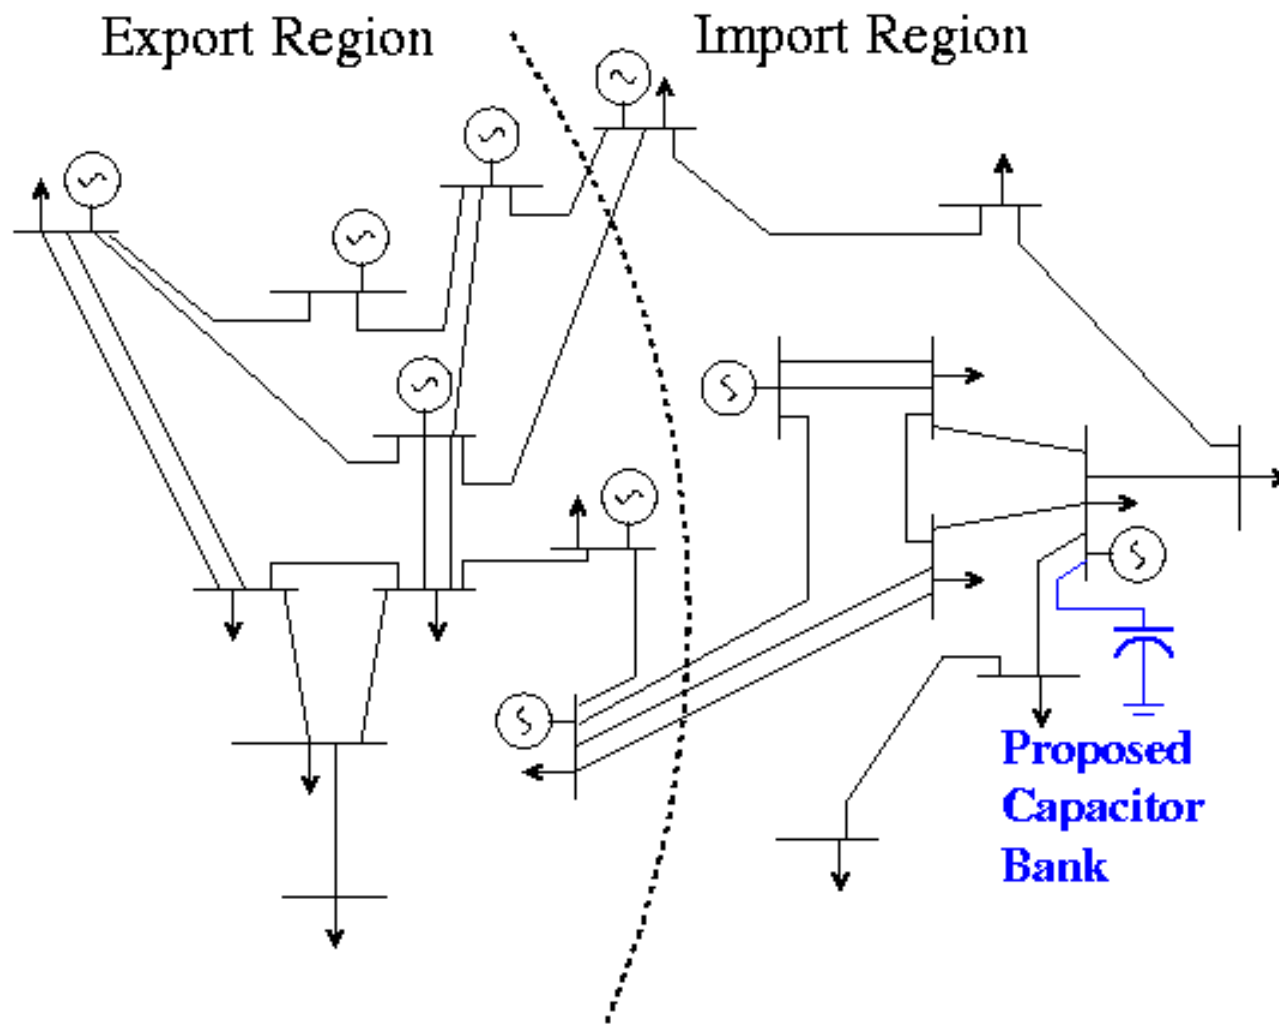 Export Region
Import Region
Proposed
Capacitor
Bank